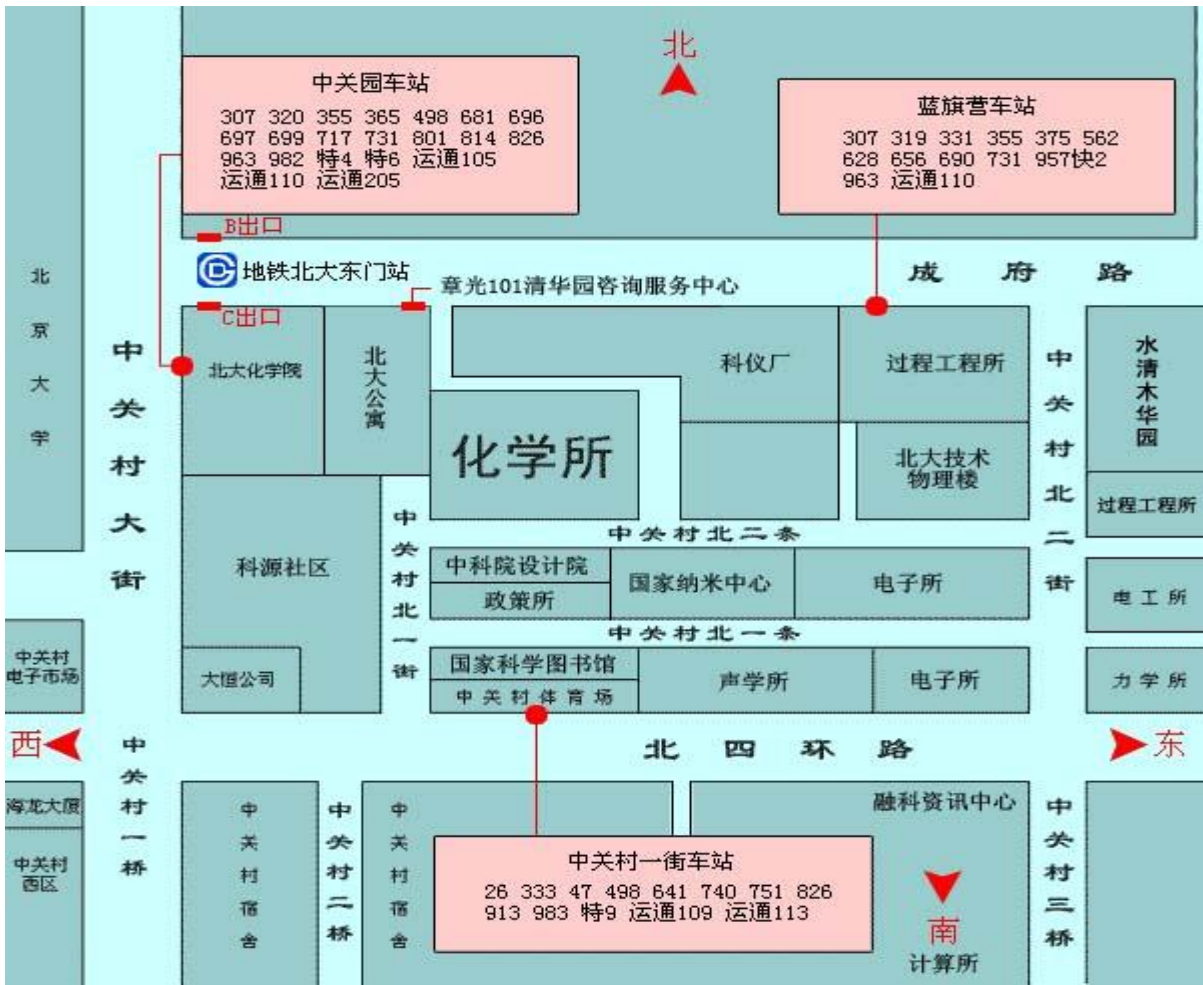 北
中关园车站
307 320 355 365 498 681 696
697 699 717 731 801 814 826
963 982 特4 特6 运通105
运通110 运通205
蓝旗营车站
307 319 331 355 375 562
628 656 690 731 957快2
963 运通110
B出口
地铁北大东门站
C出口
章光101清华园咨询服务中心
成府路
北京大学
中关村大街
北大化学院
北大公寓
科仪厂
过程工程所
中关村北二街
水清木华园
化学所
北大技术
物理楼
过程工程所
中关村北二条
科源社区
中关村北一街
中科院设计院
政策所
国家纳米中心
电子所
电工所
中关村北一条
中关村
电子市场
大恒公司
国家科学图书馆
中关村体育场
声学所
电子所
力学所
西
北四环路
东
中关村一桥
海龙大厦
中关村
西区
中关村宿舍
中关村二桥
中关村宿舍
融科资讯中心
中关村三桥
中关村一街车站
26 333 47 498 641 740 751 826
913 983 特9 运通109 运通113
南
计算所